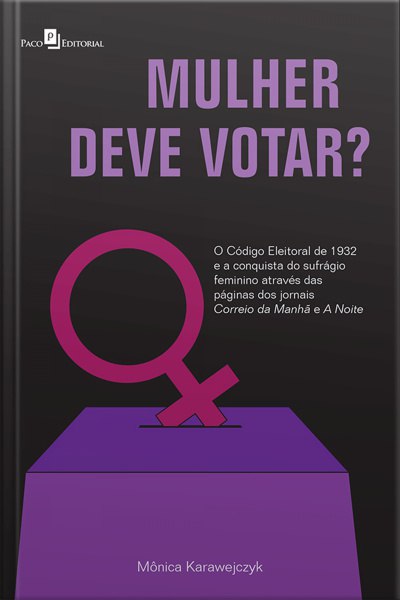 PACO EDITORIAL
MULHER
DEVE VOTAR?
O Código Eleitoral de 1932
e a conquista do sufrágio
feminino através das
páginas dos jornais
Correio da Manhã e A Noite
Mônica Karawejczyk